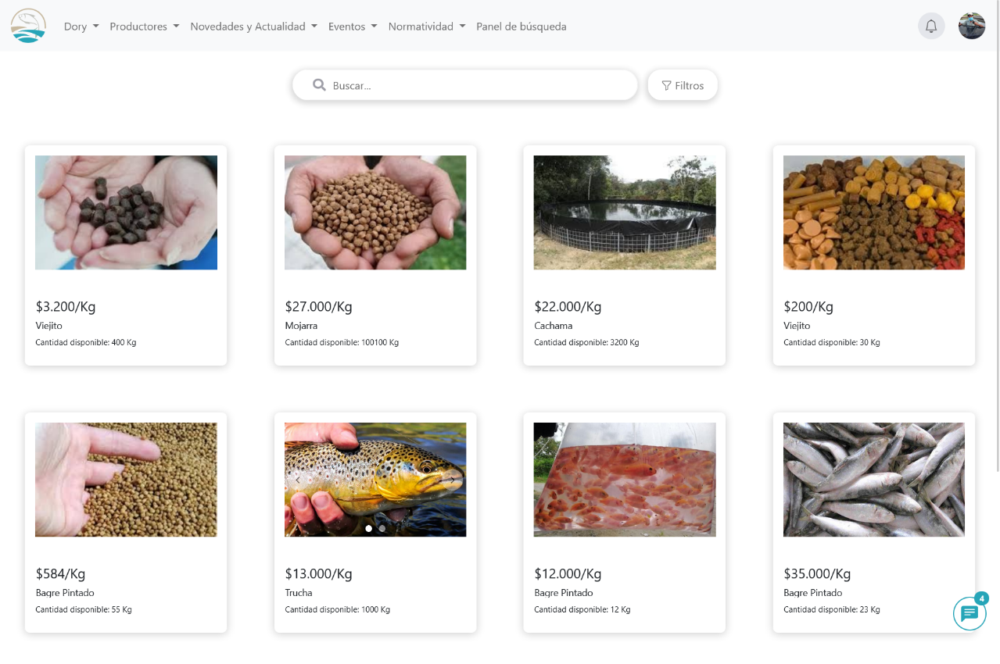 Dory
Productores
Novedades y Actualidad
Eventos
Normatividad
Panel de búsqueda
Buscar...
Filtros
$3.200/Kg
Viejito
Cantidad disponible: 400 Kg
$27.000/Kg
Mojarra
Cantidad disponible: 100100 Kg
$22.000/Kg
Cachama
Cantidad disponible: 3200 Kg
$200/Kg
Viejito
Cantidad disponible: 30 Kg
$584/Kg
Bagre Pintado
Cantidad disponible: 55 Kg
$13.000/Kg
Trucha
Cantidad disponible: 1000 Kg
$12.000/Kg
Bagre Pintado
Cantidad disponible: 12 Kg
$35.000/Kg
Bagre Pintado
Cantidad disponible: 23 Kg
4